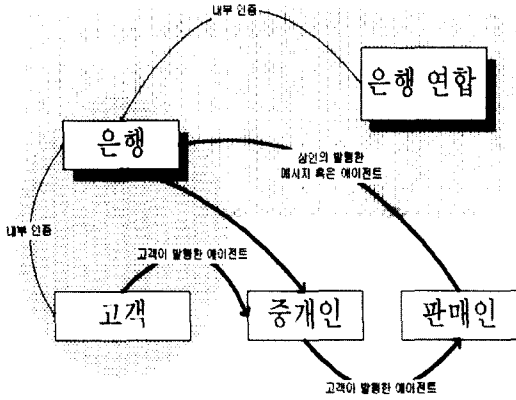 내부 인증
은행 연합
은행
상인의 발행한
메시지 혹은 에이전트
내부 인증
고객이 발행한 에이전트
고객
중개인
판매인
고객이 발행한 에이전트